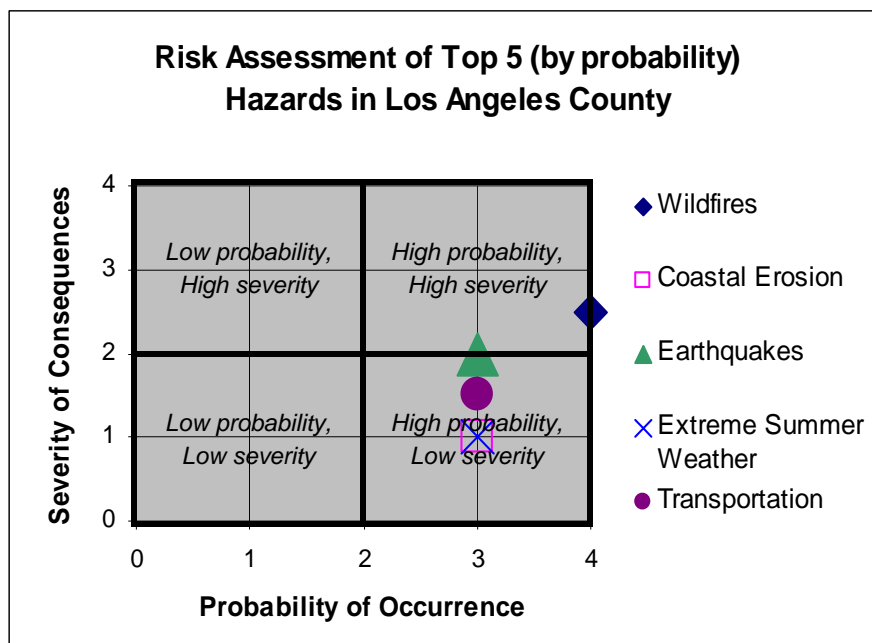 Risk Assessment of Top 5 (by probability)
Hazards in Los Angeles County
Severity of Consequences
4
3
2
1
0
Low probability,
High severity
High probability,
High severity
Low probability,
Low severity
High probability,
Low severity
0 1 2 3 4
Probability of Occurrence
Wildfires
Coastal Erosion
Earthquakes
Extreme Summer
Weather
Transportation